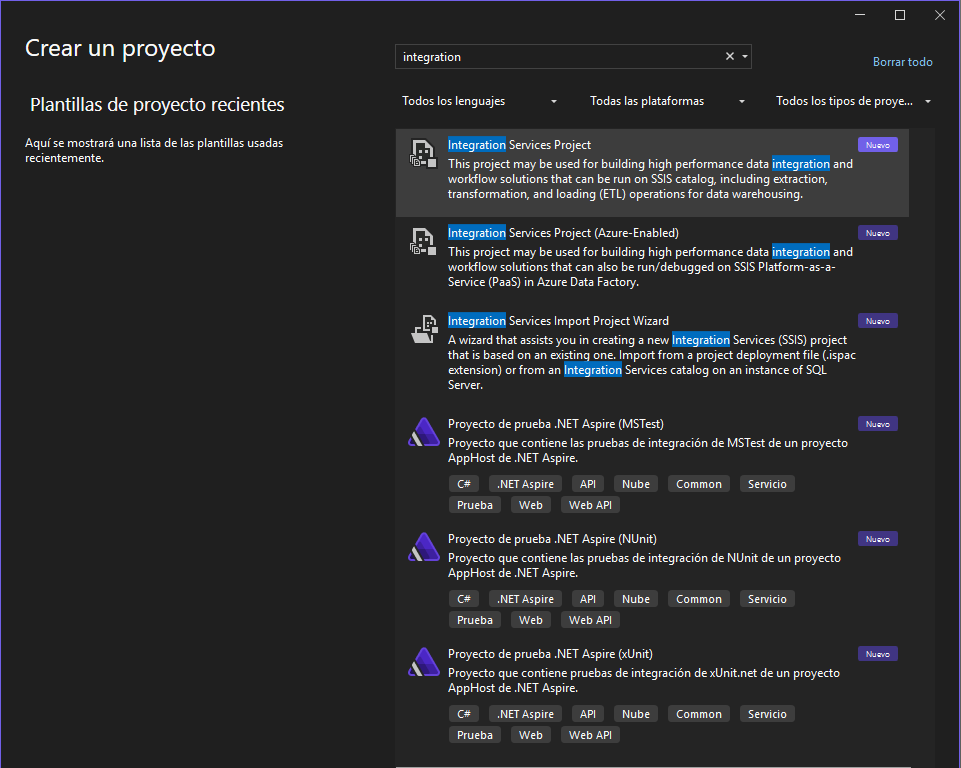 Crear un proyecto
integration
Borrar todo
Plantillas de proyecto recientes
Aquí se mostrará una lista de las plantillas usadas
recientemente.
Todos los lenguajes
Todas las plataformas
Todos los tipos de proye...
Integration Services Project
Nuevo
This project may be used for building high performance data integration and
workflow solutions that can be run on SSIS catalog, including extraction,
transformation, and loading (ETL) operations for data warehousing.
Integration Services Project (Azure-Enabled)
Nuevo
This project may be used for building high performance data integration and
workflow solutions that can also be run/debugged on SSIS Platform-as-a-
Service (PaaS) in Azure Data Factory.
Integration Services Import Project Wizard
Nuevo
A wizard that assists you in creating a new Integration Services (SSIS) project
that is based on an existing one. Import from a project deployment file (.ispac
extension) or from an Integration Services catalog on an instance of SQL
Server.
Proyecto de prueba .NET Aspire (MSTest)
Nuevo
Proyecto que contiene las pruebas de integración de MSTest de un proyecto
AppHost de .NET Aspire.
C# .NET Aspire API Nube Common Servicio
Prueba Web Web API
Proyecto de prueba .NET Aspire (NUnit)
Nuevo
Proyecto que contiene las pruebas de integración de NUnit de un proyecto
AppHost de .NET Aspire.
C# .NET Aspire API Nube Common Servicio
Prueba Web Web API
Proyecto de prueba .NET Aspire (xUnit)
Nuevo
Proyecto que contiene pruebas de integración de xUnit.net de un proyecto
AppHost de .NET Aspire.
C# .NET Aspire API Nube Common Servicio
Prueba Web Web API